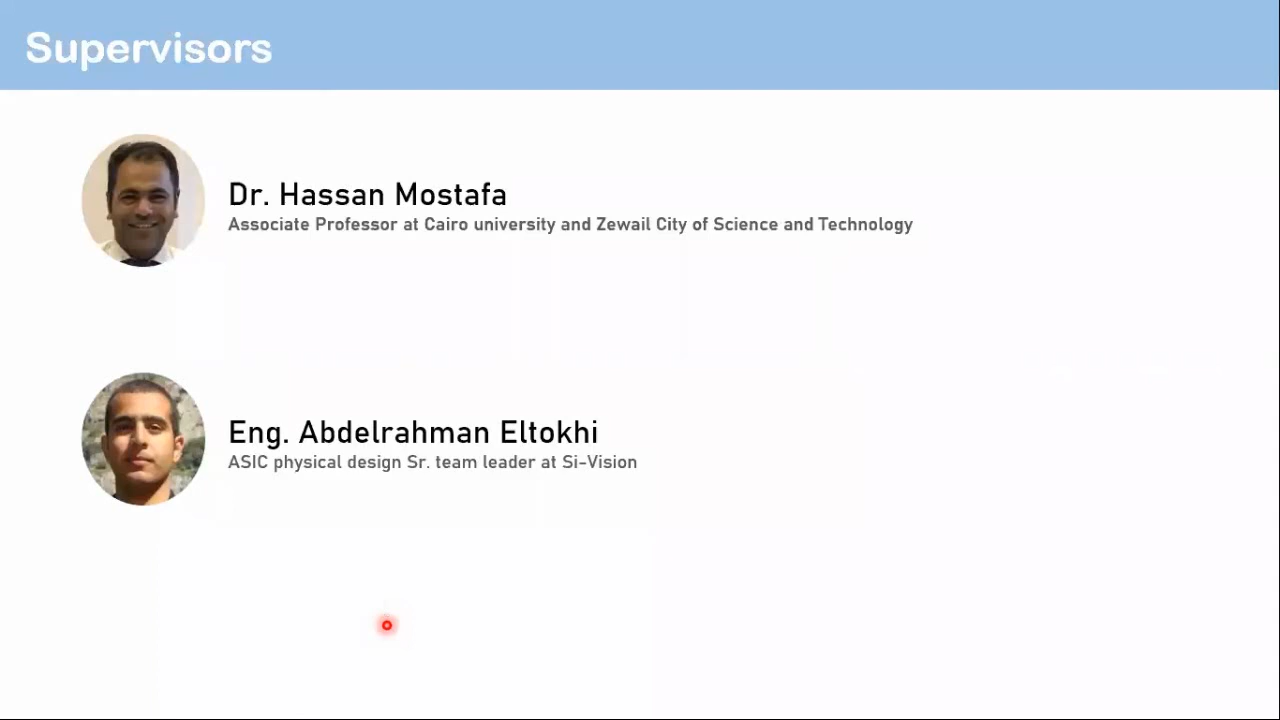 Supervisors
Dr. Hassan Mostafa
Associate Professor at Cairo university and Zewail City of Science and Technology
Eng. Abdelrahman Eltokhi
ASIC physical design Sr. team leader at Si-Vision